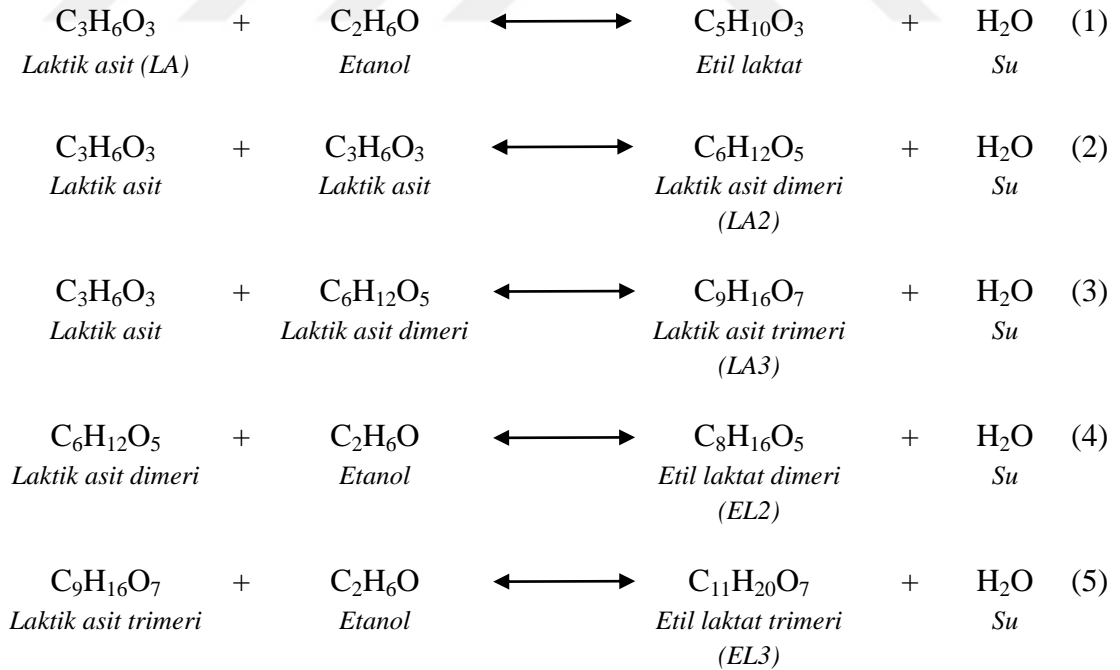 C₃H₆O₃ + C₂H₆O ⟷ C₅H₁₀O₃ + H₂O (1)
Laktik asit (LA) Etanol Etil laktat Su
C₃H₆O₃ + C₃H₆O₃ ⟷ C₆H₁₂O₅ + H₂O (2)
Laktik asit Laktik asit Laktik asit dimeri Su
(LA2)
C₃H₆O₃ + C₆H₁₂O₅ ⟷ C₉H₁₆O₇ + H₂O (3)
Laktik asit Laktik asit dimeri Laktik asit trimeri Su
(LA3)
C₆H₁₂O₅ + C₂H₆O ⟷ C₈H₁₆O₅ + H₂O (4)
Laktik asit dimeri Etanol Etil laktat dimeri Su
(EL2)
C₉H₁₆O₇ + C₂H₆O ⟷ C₁₁H₂₀O₇ + H₂O (5)
Laktik asit trimeri Etanol Etil laktat trimeri Su
(EL3)